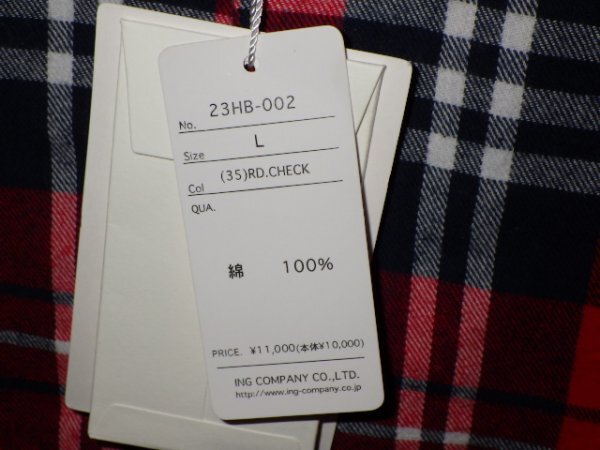 No. 23HB-002
Size L
Col (35)RD.CHECK
QUA.
綿 100%
PRICE. ¥11,000(本体¥10,000)
ING COMPANY CO.,LTD.
http://www.ing-company.co.jp